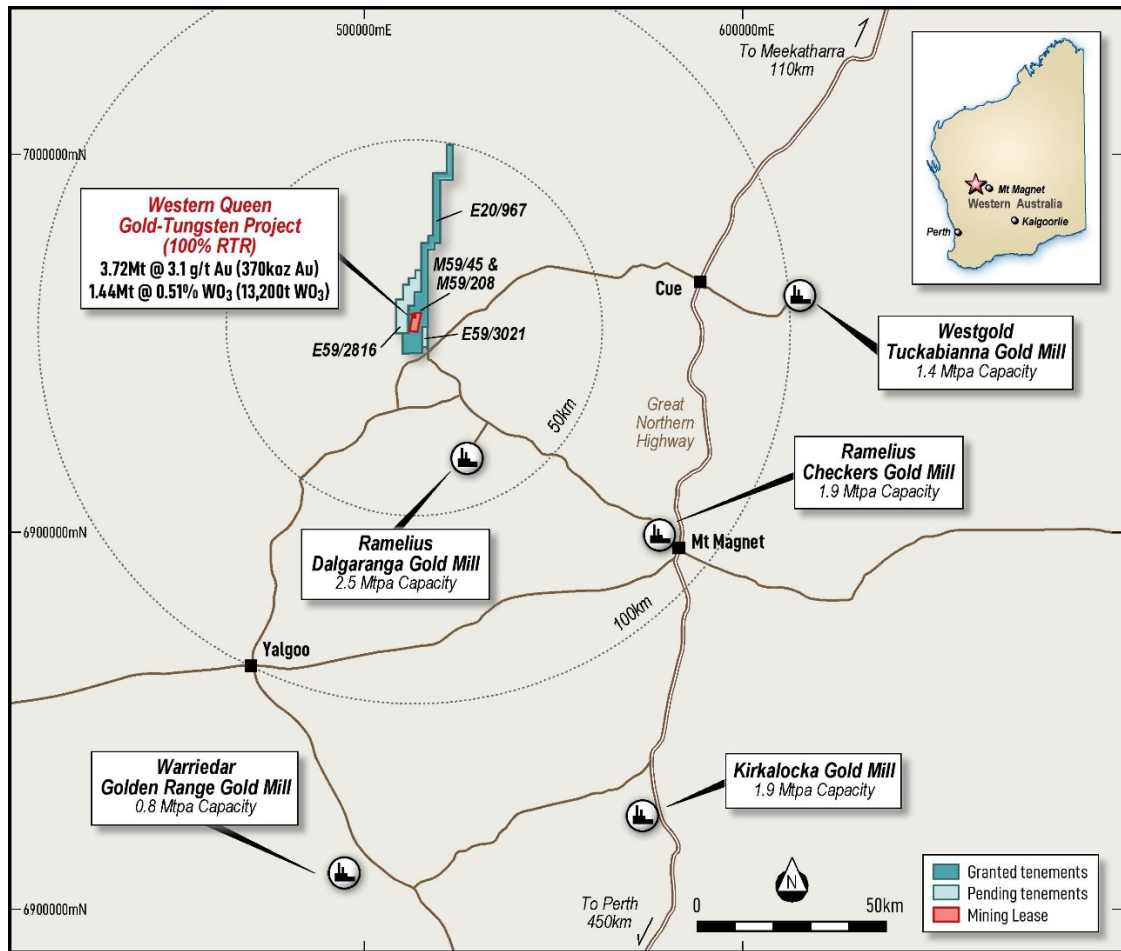 500000mE
600000mE
To Meekatharra
110km
7000000mN
Mt Magnet
Western Australia
Kalgoorlie
Perth
Western Queen
Gold-Tungsten Project
(100% RTR)
3.72Mt @ 3.1 g/t Au (370koz Au)
1.44Mt @ 0.51% WO₃ (13,200t WO₃)
E20/967
M59/45 &
M59/208
E59/2816
E59/3021
Cue
Westgold
Tuckabianna Gold Mill
1.4 Mtpa Capacity
Great
Northern
Highway
50km
Ramelius
Checkers Gold Mill
1.9 Mtpa Capacity
6900000mN
Ramelius
Dalgaranga Gold Mill
2.5 Mtpa Capacity
Mt Magnet
100km
Yalgoo
Warriedar
Golden Range Gold Mill
0.8 Mtpa Capacity
Kirkalocka Gold Mill
1.9 Mtpa Capacity
Granted tenements
Pending tenements
Mining Lease
N
To Perth
450km
0
50km
6900000mN